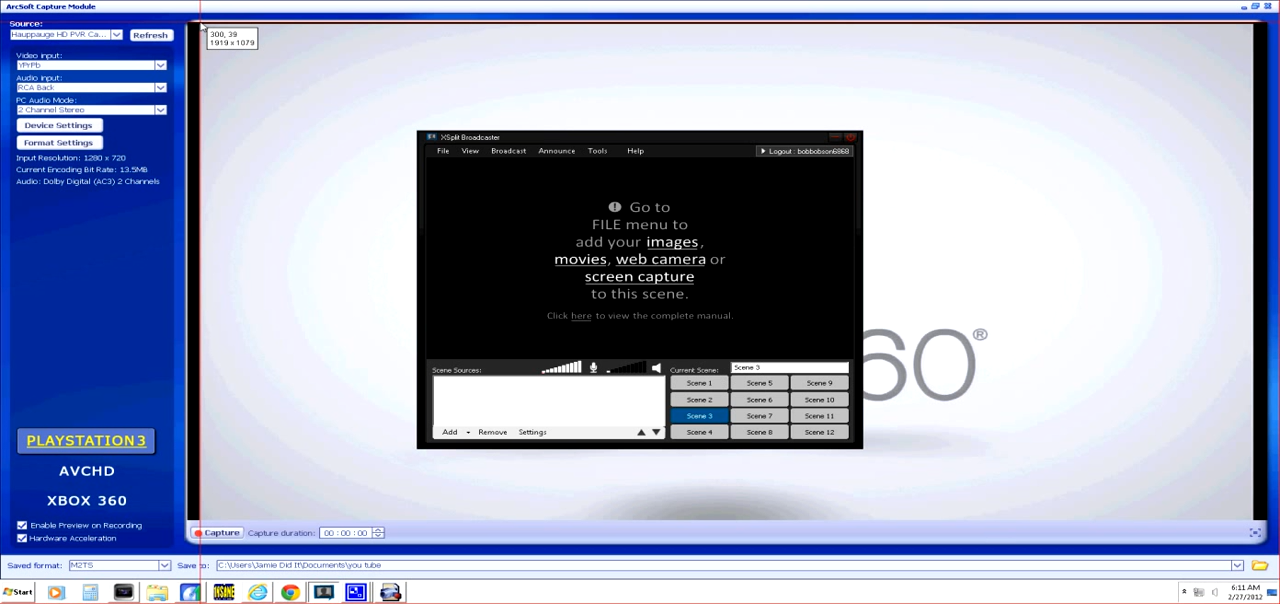 ArcSoft Capture Module
Source:
Hauppauge HD PVR Ca...
Refresh
300, 39
1919 x 1079
Video input:
YPrPb
Audio input:
RCA Back
PC Audio Mode:
2 Channel Stereo
Device Settings
Format Settings
Input Resolution: 1280 x 720
Current Encoding Bit Rate: 13.5MB
Audio: Dolby Digital (AC3) 2 Channels
XSplit Broadcaster
File View Broadcast Announce Tools Help
Logout : bobbobson6868
Go to
FILE menu to
add your images,
movies, web camera or
screen capture
to this scene.
Click here to view the complete manual.
60®
Scene Sources:
Current Scene:
Scene 3
Scene 1 Scene 5 Scene 9
Scene 2 Scene 6 Scene 10
Scene 3 Scene 7 Scene 11
Scene 4 Scene 8 Scene 12
Add Remove Settings
PLAYSTATION3
AVCHD
XBOX 360
Enable Preview on Recording
Hardware Acceleration
Capture
Capture duration: 00 : 00 : 00
Saved format: M2TS
Save to: C:\Users\Jamie Did It\Documents\you tube
Start
INSANE
6:11 AM
2/27/2012